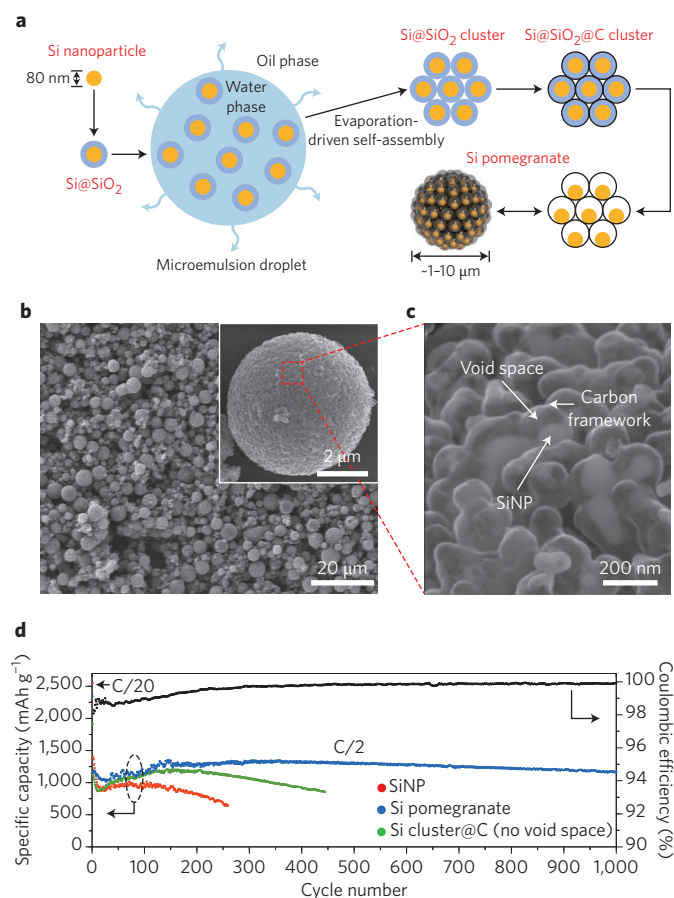 a
Si nanoparticle
80 nm
Si@SiO₂
Oil phase
Water
phase
Microemulsion droplet
Evaporation-
driven self-assembly
Si@SiO₂ cluster
Si@SiO₂@C cluster
Si pomegranate
~1–10 μm
b
2 μm
20 μm
c
Void space
Carbon
framework
SiNP
200 nm
d
Specific capacity (mAh g⁻¹)
2,500
2,000
1,500
1,000
500
0
C/20
C/2
SiNP
Si pomegranate
Si cluster@C (no void space)
100
98
96
94
92
90
Coulombic efficiency (%)
0
100
200
300
400
500
600
700
800
900
1,000
Cycle number